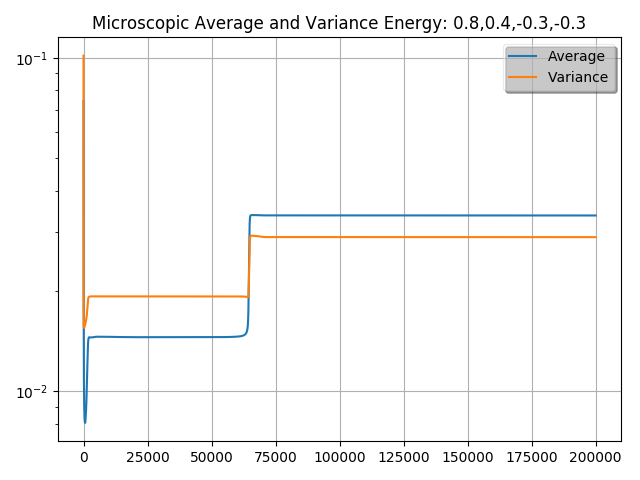 Microscopic Average and Variance Energy: 0.8,0.4,-0.3,-0.3
Average
Variance
10⁻¹
10⁻²
0 25000 50000 75000 100000 125000 150000 175000 200000